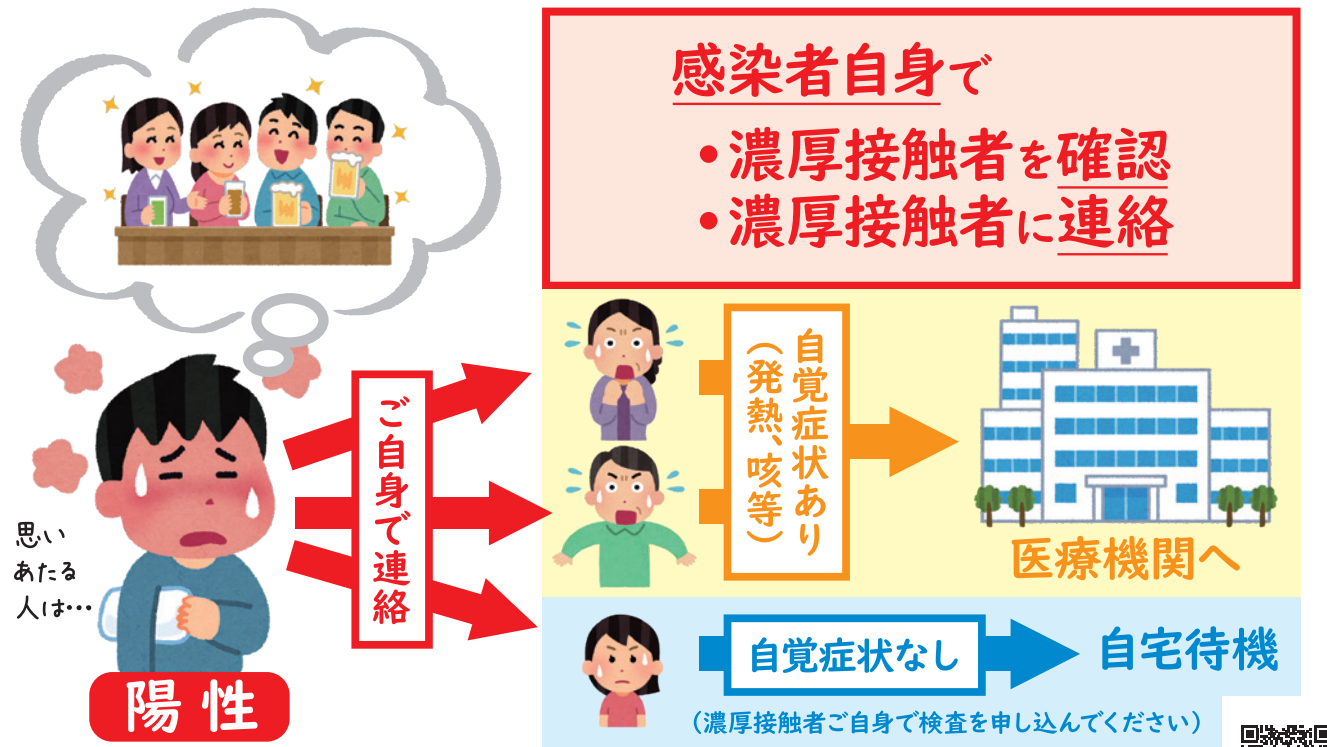 感染者自身で
・濃厚接触者を確認
・濃厚接触者に連絡
思い
あたる
人は…
陽性
ご自身で連絡
自覚症状あり
（発熱、咳等）
医療機関へ
自覚症状なし
自宅待機
（濃厚接触者ご自身で検査を申し込んでください）